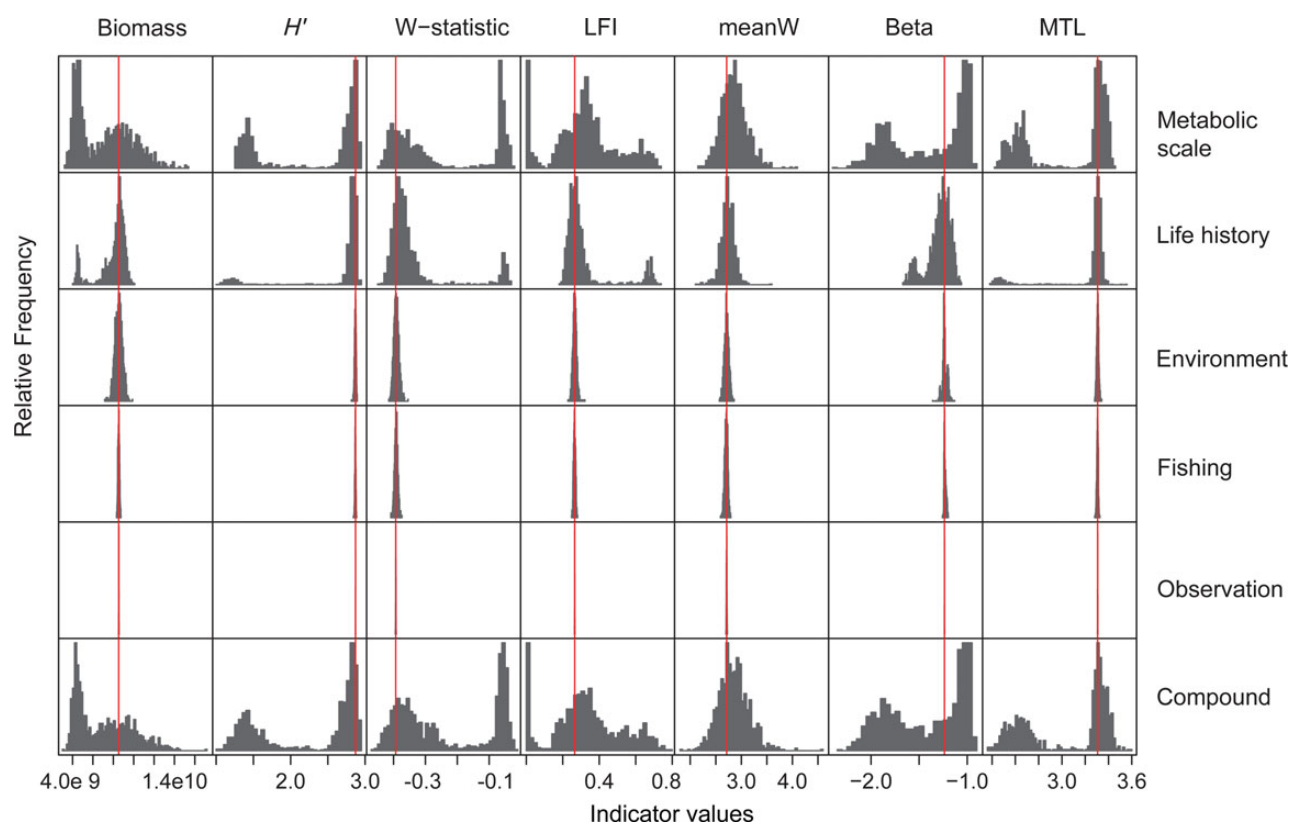 Biomass H′ W−statistic LFI meanW Beta MTL
Metabolic
scale
Life history
Environment
Fishing
Observation
Compound
Relative Frequency
4.0e 9 1.4e10 2.0 3.0 -0.3 -0.1 0.4 0.8 3.0 4.0 −2.0 −1.0 3.1 3.6
Indicator values